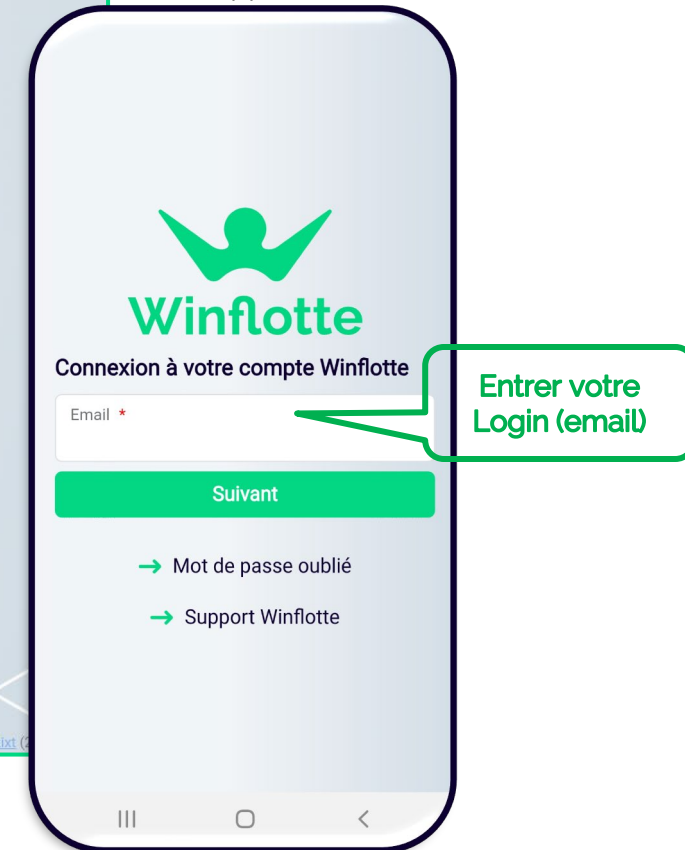 Winflotte
Connexion à votre compte Winflotte
Email *
Entrer votre
Login (email)
Suivant
→ Mot de passe oublié
→ Support Winflotte